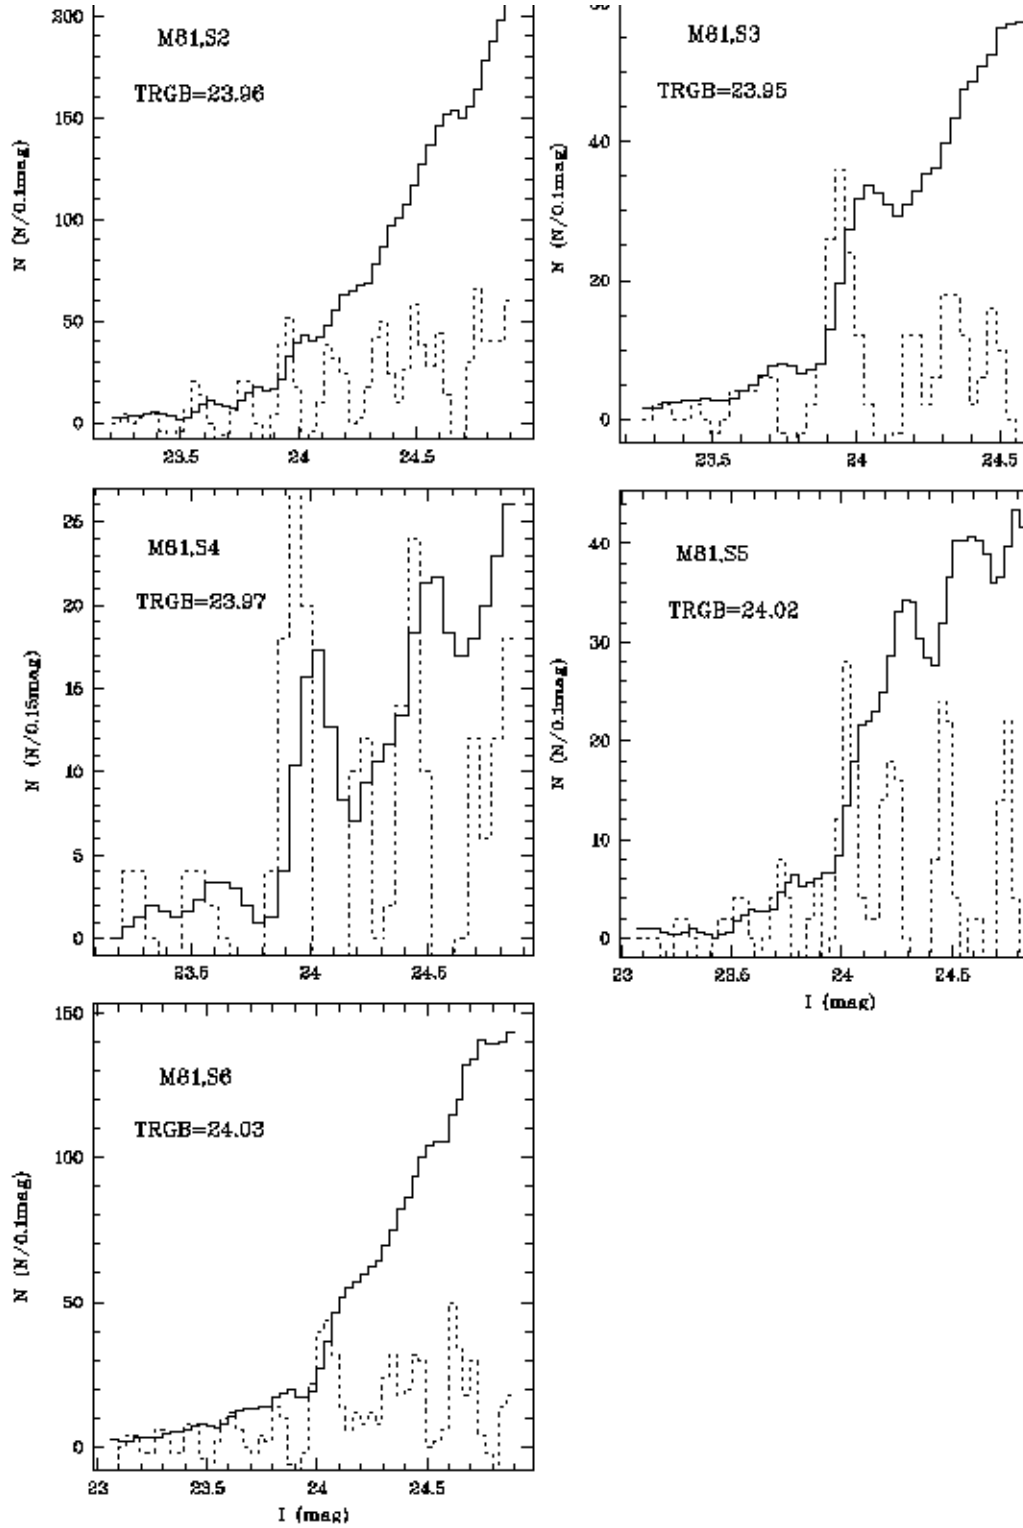 M81,S2
TRGB=23.96
N (N/0.1mag)
200
150
100
50
0
23.5 24 24.5
M81,S3
TRGB=23.95
N (N/0.1mag)
40
20
0
23.5 24 24.5
M81,S4
TRGB=23.97
N (N/0.15mag)
25
20
15
10
5
0
23.5 24 24.5
M81,S5
TRGB=24.02
N (N/0.1mag)
40
30
20
10
0
23 23.5 24 24.5
I (mag)
M81,S6
TRGB=24.03
N (N/0.1mag)
150
100
50
0
23 23.5 24 24.5
I (mag)